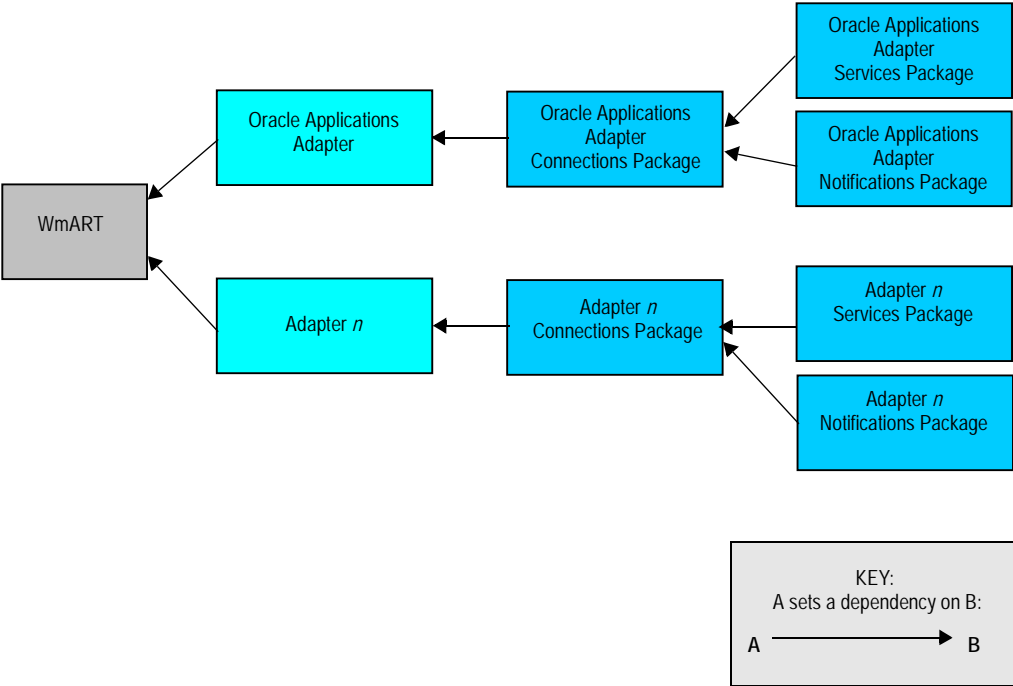 Oracle Applications
Adapter
Services Package
Oracle Applications
Adapter
Oracle Applications
Adapter
Connections Package
Oracle Applications
Adapter
Notifications Package
WmART
Adapter n
Adapter n
Connections Package
Adapter n
Services Package
Adapter n
Notifications Package
KEY:
A sets a dependency on B:
A B